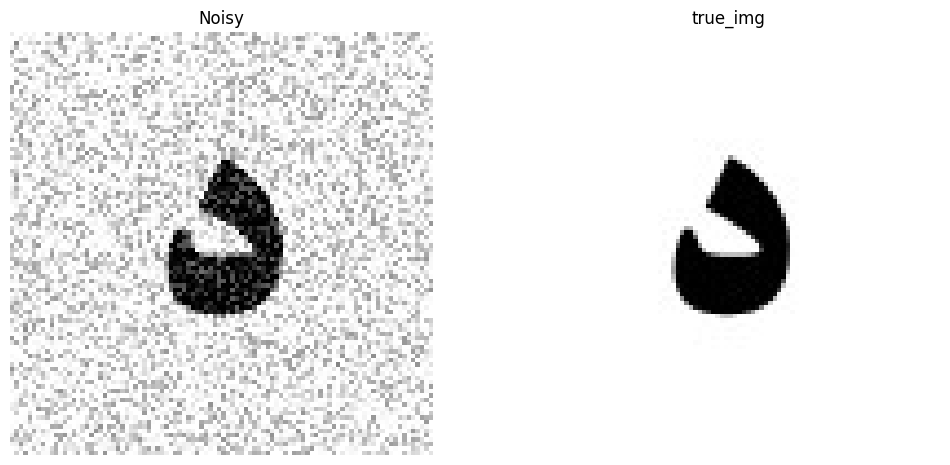 Noisy true_img
د د